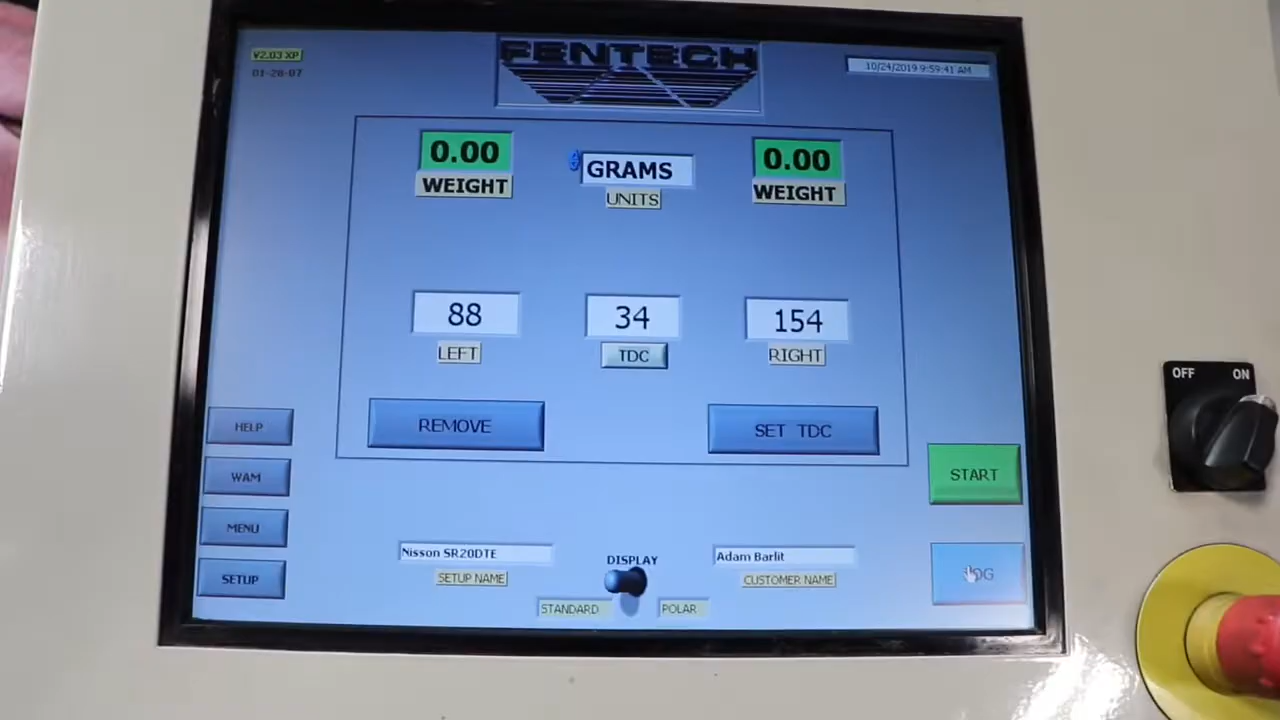 V2.03 XP
01-28-07
FENTECH
10/24/2019 9:59:41 AM
0.00
WEIGHT
GRAMS
UNITS
0.00
WEIGHT
88
LEFT
34
TDC
154
RIGHT
REMOVE
SET TDC
HELP
WAM
MENU
SETUP
START
Nisson SR20DTE
SETUP NAME
DISPLAY
STANDARD
POLAR
Adam Barlit
CUSTOMER NAME
OFF
ON